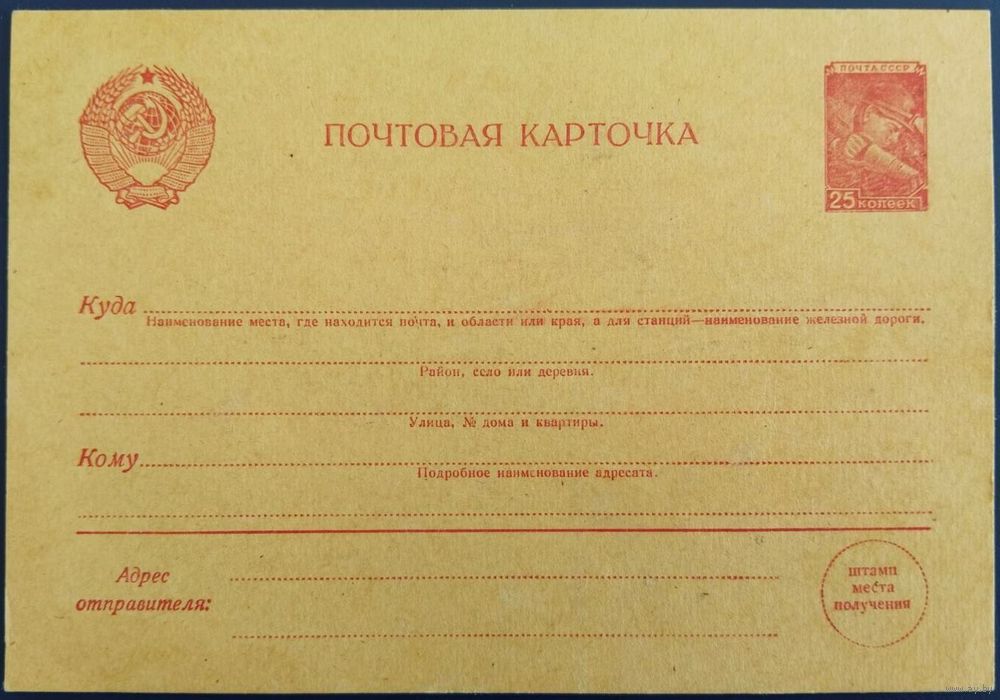 ПОЧТА СССР
ПОЧТОВАЯ КАРТОЧКА
25 КОПЕЕК
Куда
Наименование места, где находится почта, и области или края, а для станций—наименование железной дороги.
Район, село или деревня.
Улица, № дома и квартиры.
Кому
Подробное наименование адресата.
Адрес
отправителя:
штамп
места
получения